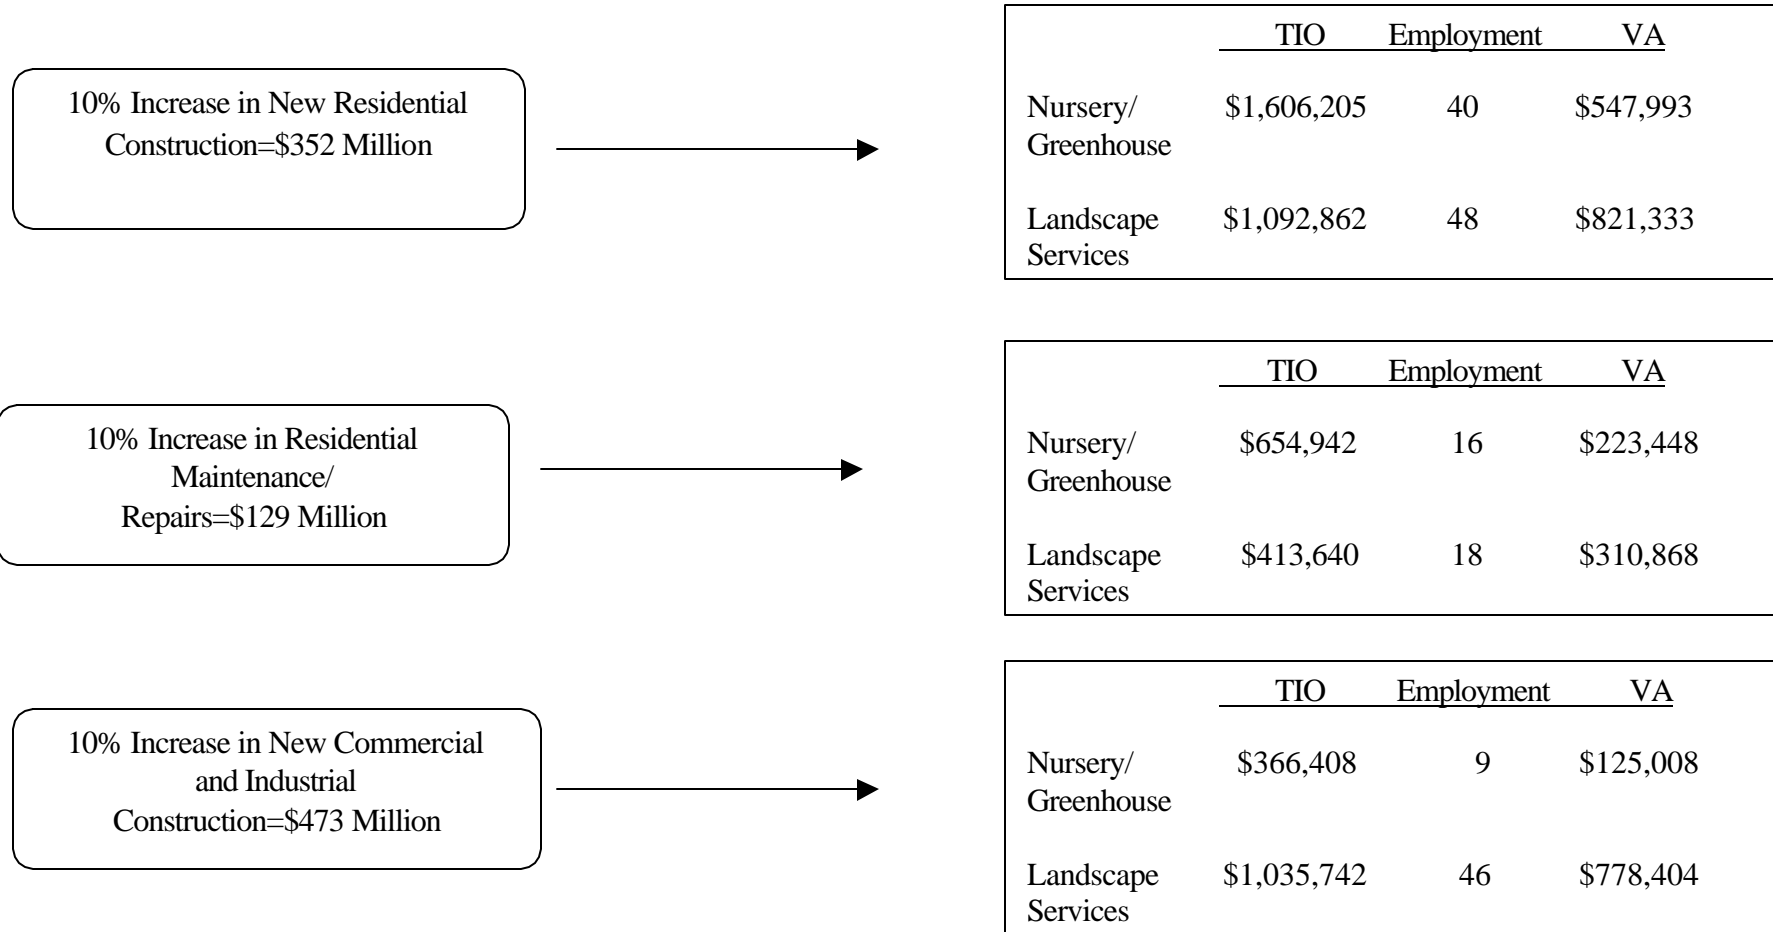 10% Increase in New Residential
Construction=$352 Million
TIO Employment VA
Nursery/ $1,606,205 40 $547,993
Greenhouse
Landscape $1,092,862 48 $821,333
Services
10% Increase in Residential
Maintenance/
Repairs=$129 Million
TIO Employment VA
Nursery/ $654,942 16 $223,448
Greenhouse
Landscape $413,640 18 $310,868
Services
10% Increase in New Commercial
and Industrial
Construction=$473 Million
TIO Employment VA
Nursery/ $366,408 9 $125,008
Greenhouse
Landscape $1,035,742 46 $778,404
Services